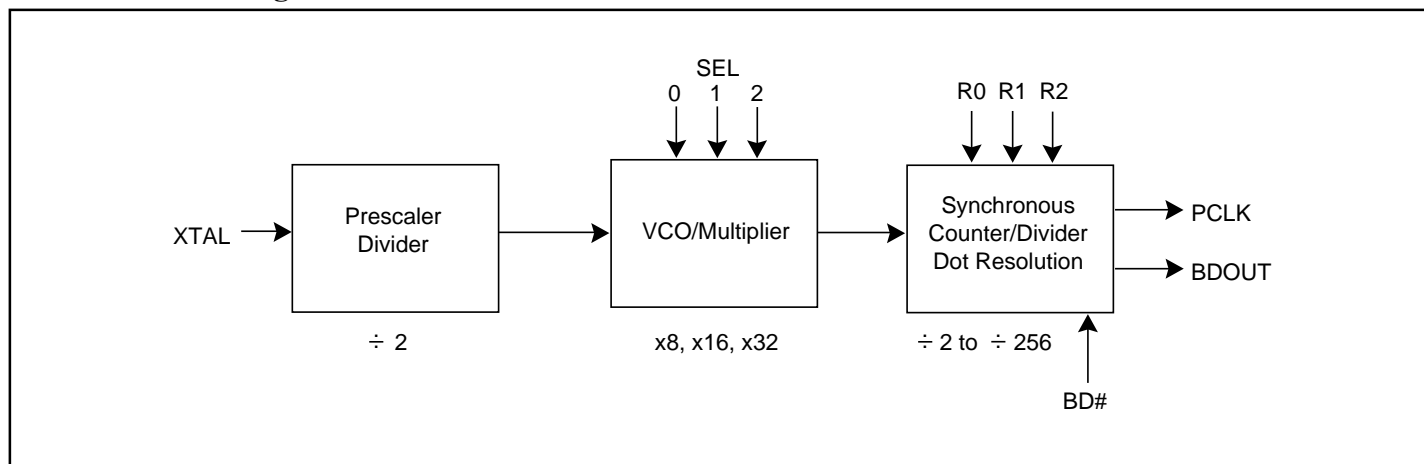 SEL
0 1 2
R0 R1 R2
XTAL
Prescaler
Divider
VCO/Multiplier
Synchronous
Counter/Divider
Dot Resolution
PCLK
BDOUT
÷ 2
x8, x16, x32
÷ 2 to ÷ 256
BD#